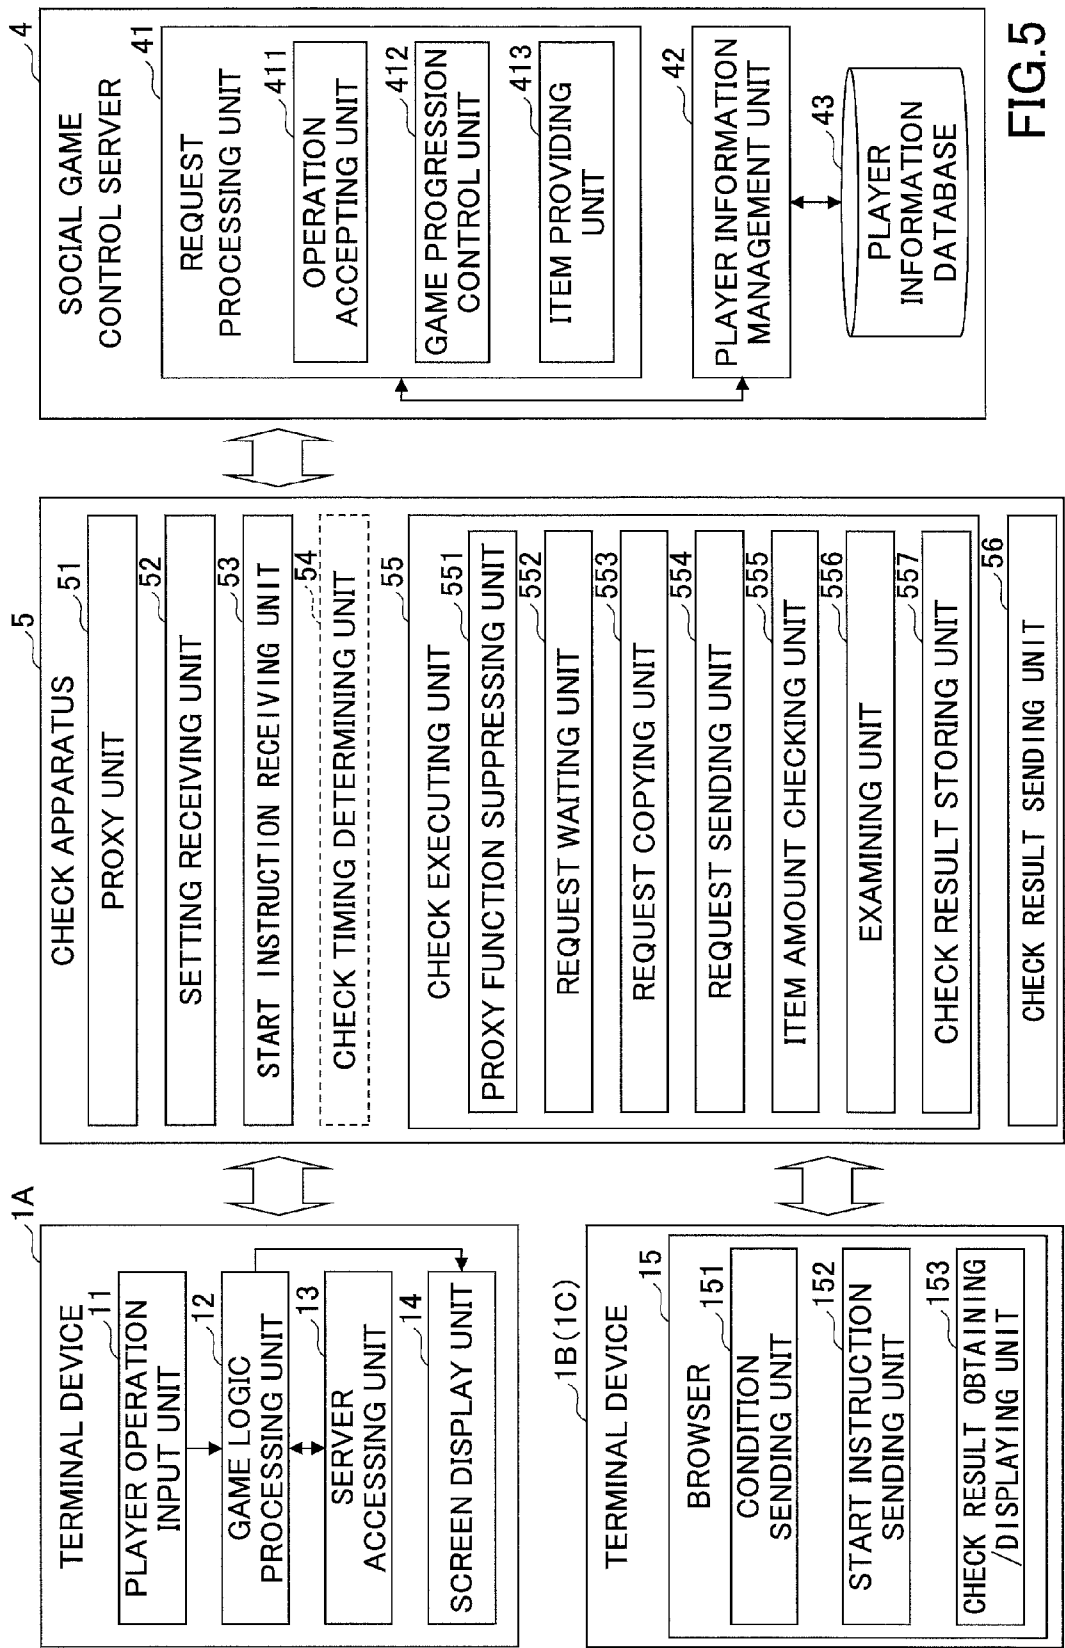 FIG.5
1A
TERMINAL DEVICE
11
PLAYER OPERATION
INPUT UNIT
12
GAME LOGIC
PROCESSING UNIT
13
SERVER
ACCESSING UNIT
14
SCREEN DISPLAY UNIT
1B(1C)
TERMINAL DEVICE
15
BROWSER
151
CONDITION
SENDING UNIT
152
START INSTRUCTION
SENDING UNIT
153
CHECK RESULT OBTAINING
/DISPLAYING UNIT
5
CHECK APPARATUS
51
PROXY UNIT
52
SETTING RECEIVING UNIT
53
START INSTRUCTION RECEIVING UNIT
54
CHECK TIMING DETERMINING UNIT
55
CHECK EXECUTING UNIT
551
PROXY FUNCTION SUPPRESSING UNIT
552
REQUEST WAITING UNIT
553
REQUEST COPYING UNIT
554
REQUEST SENDING UNIT
555
ITEM AMOUNT CHECKING UNIT
556
EXAMINING UNIT
557
CHECK RESULT STORING UNIT
56
CHECK RESULT SENDING UNIT
4
SOCIAL GAME
CONTROL SERVER
41
REQUEST
PROCESSING UNIT
411
OPERATION
ACCEPTING UNIT
412
GAME PROGRESSION
CONTROL UNIT
413
ITEM PROVIDING
UNIT
42
PLAYER INFORMATION
MANAGEMENT UNIT
43
PLAYER
INFORMATION
DATABASE